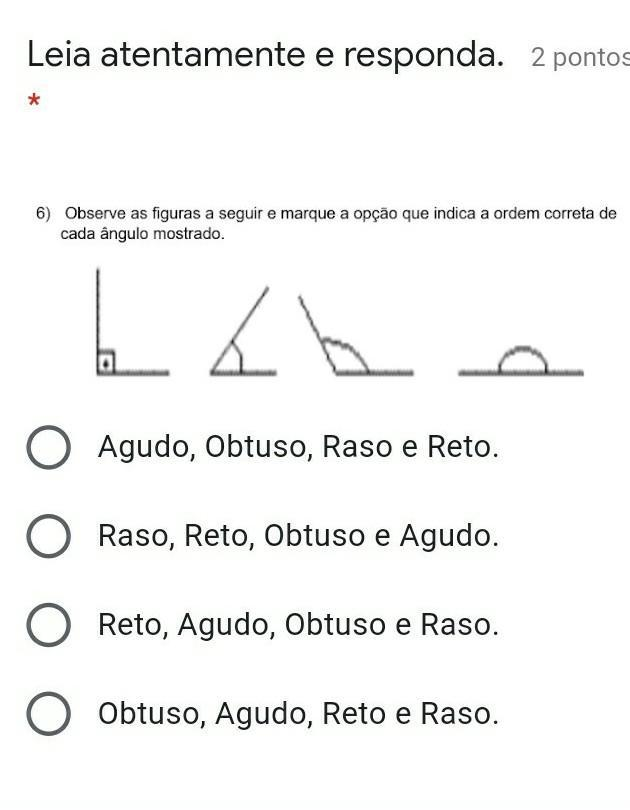 Leia atentamente e responda. 2 pontos
*
6) Observe as figuras a seguir e marque a opção que indica a ordem correta de
cada ângulo mostrado.
Agudo, Obtuso, Raso e Reto.
Raso, Reto, Obtuso e Agudo.
Reto, Agudo, Obtuso e Raso.
Obtuso, Agudo, Reto e Raso.